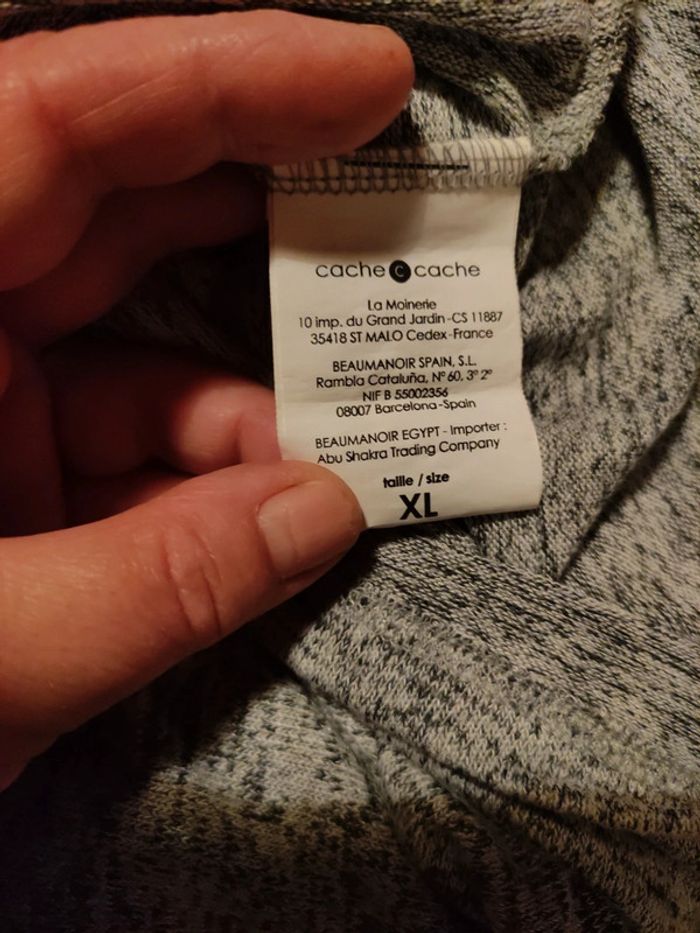 cache c cache
La Moinerie
10 imp. du Grand Jardin-CS 11887
35418 ST MALO Cedex-France
BEAUMANOIR SPAIN, S.L.
Rambla Cataluña, Nº 60, 3º 2º
NIF B 55002356
08007 Barcelona-Spain
BEAUMANOIR EGYPT - Importer :
Abu Shakra Trading Company
taille / size
XL